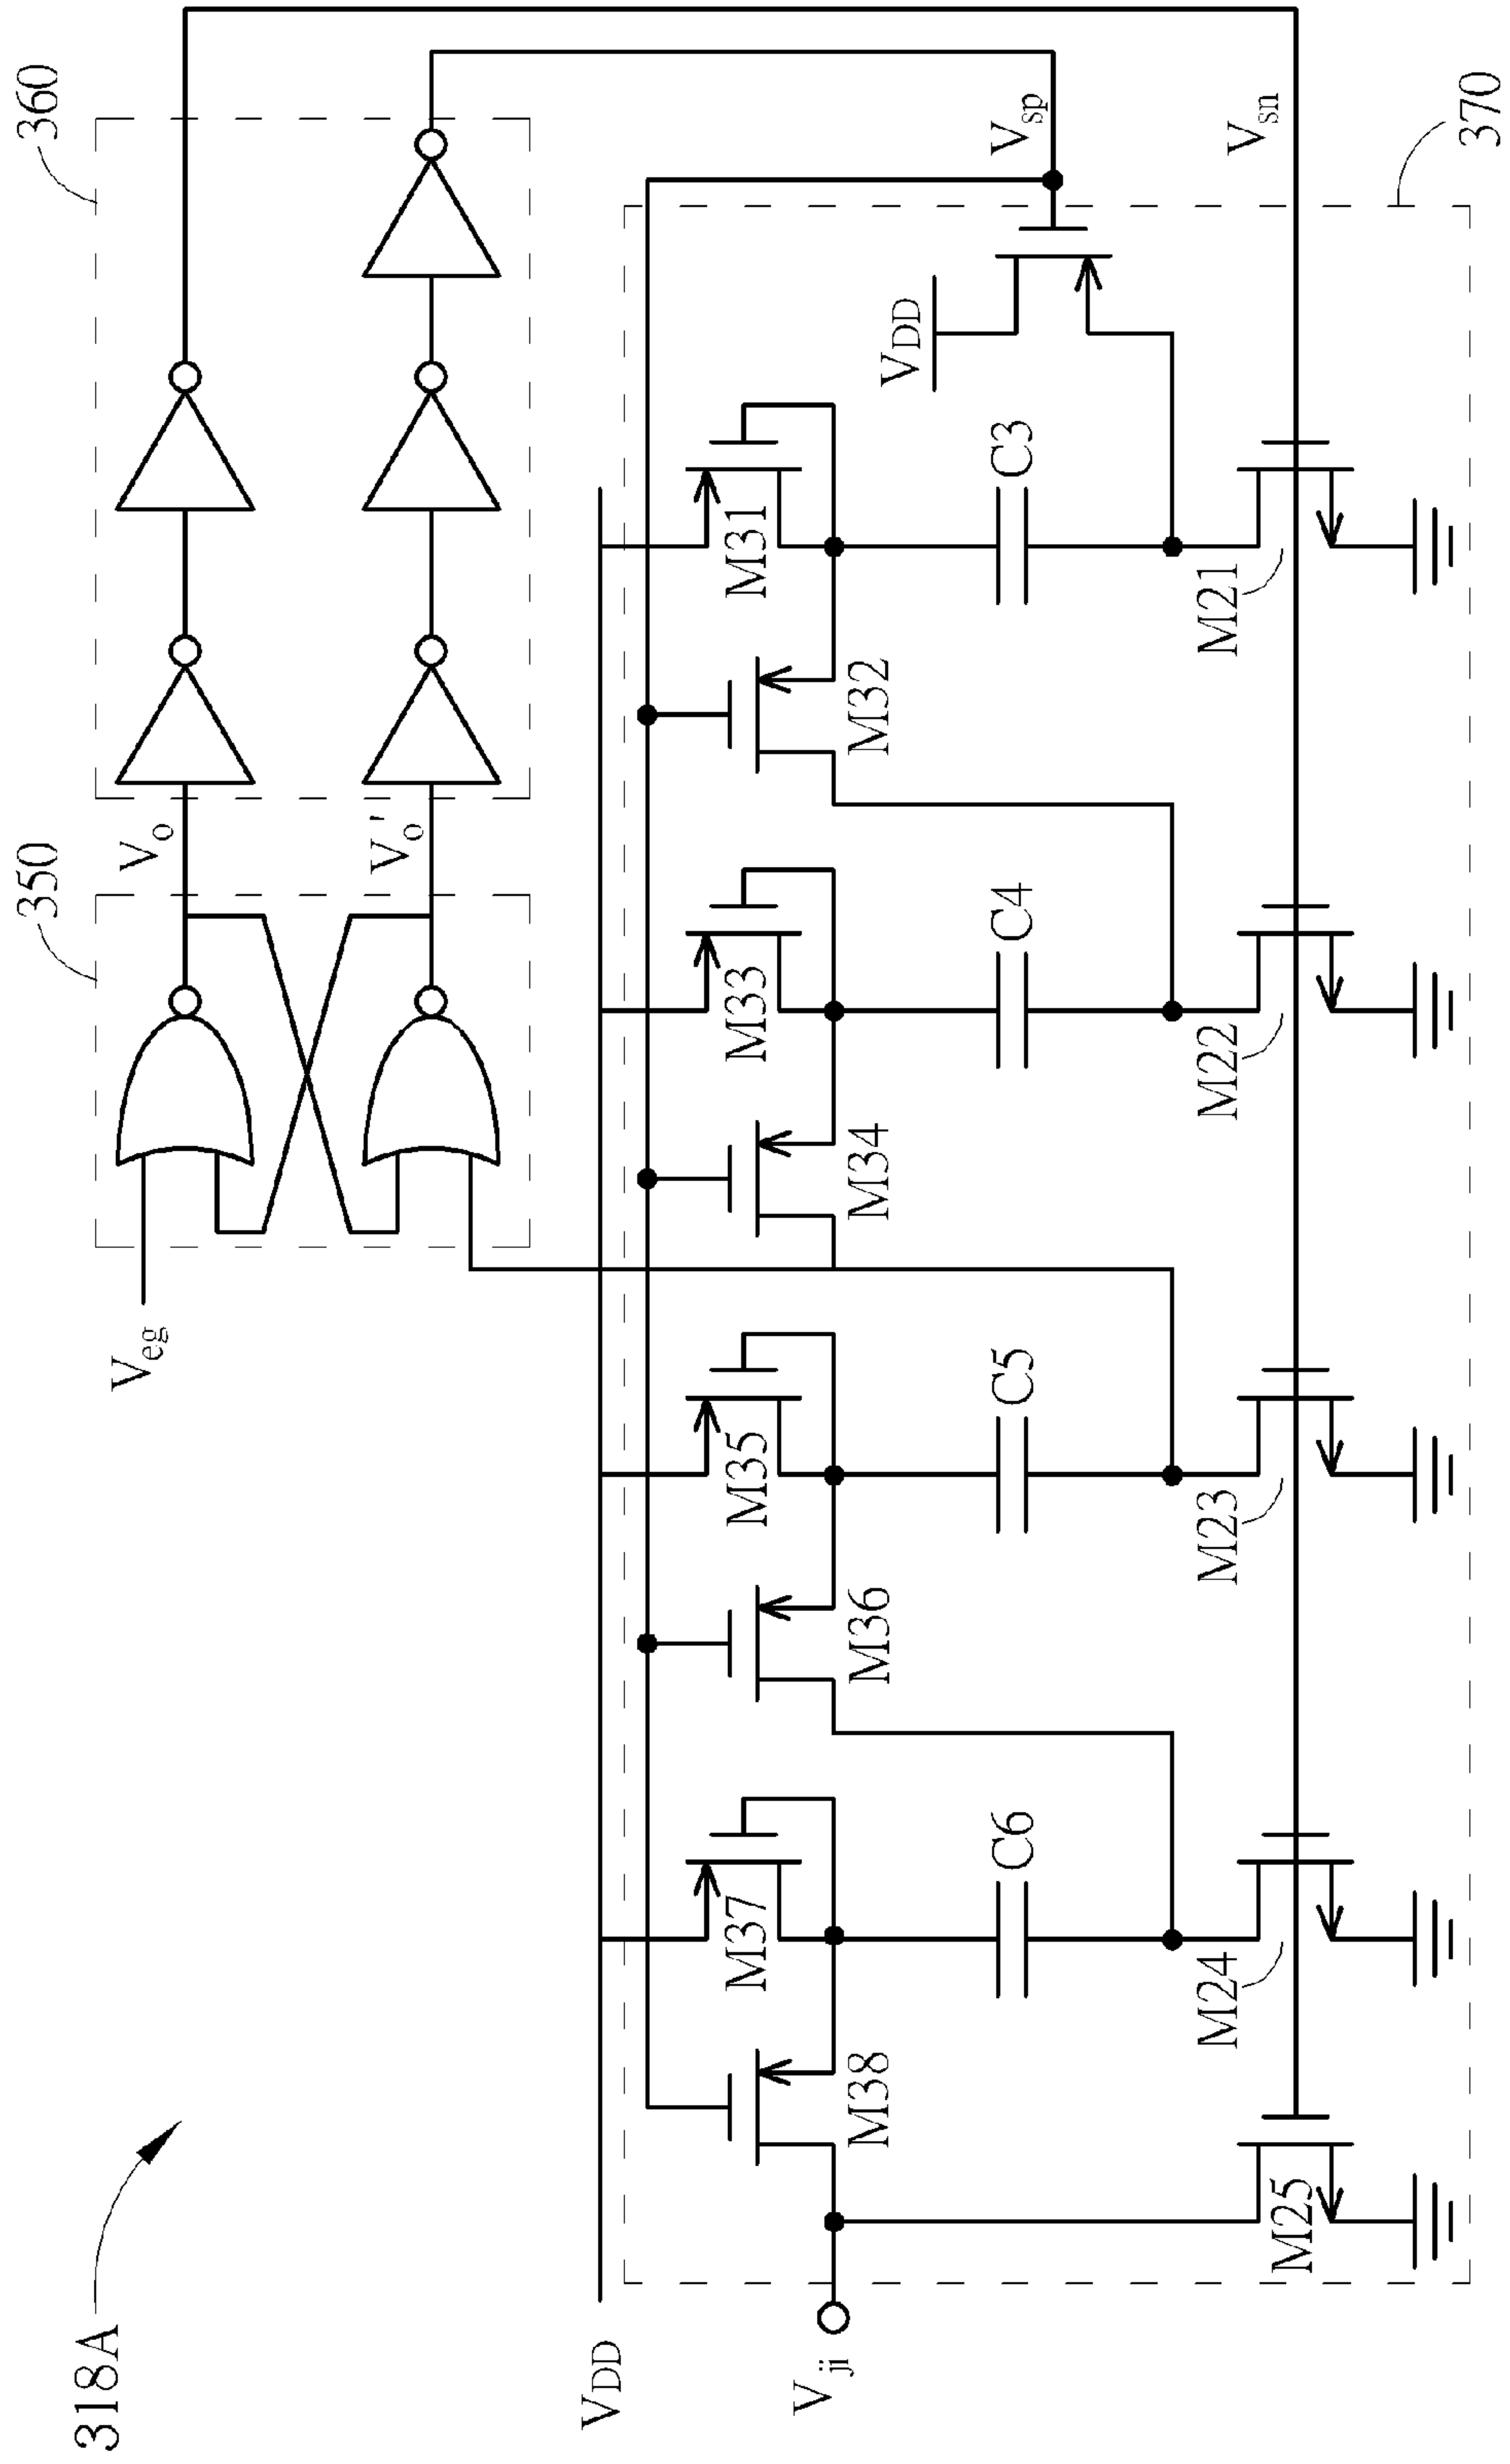 318A
350
360
V_eg
V_o
V_o'
V_DD
M37
M35
M33
M31
V_DD
V_sp
V_ji
M38
M36
M34
M32
C6
C5
C4
C3
M24
M23
M22
M21
V_sn
M25
370